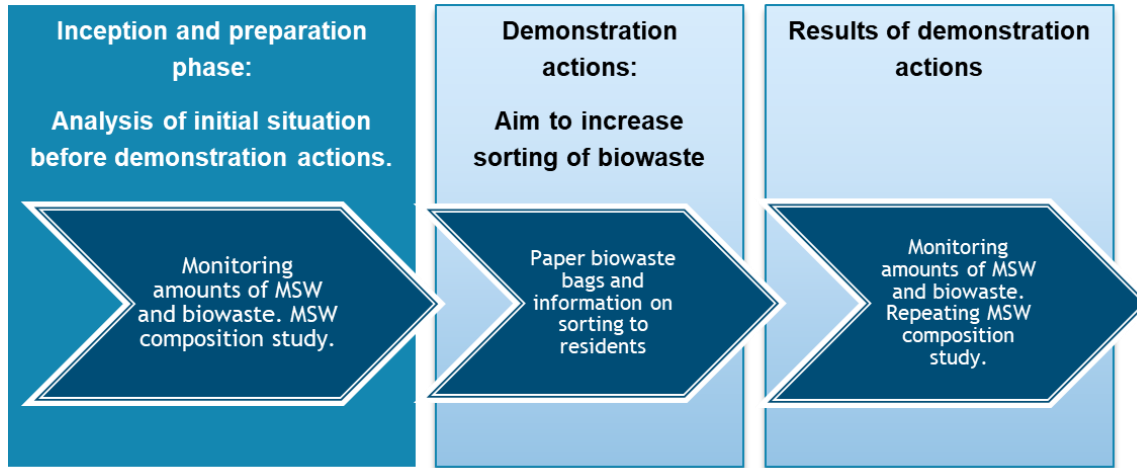 Inception and preparation
phase:
Analysis of initial situation
before demonstration actions.
Monitoring
amounts of MSW
and biowaste. MSW
composition study.
Demonstration
actions:
Aim to increase
sorting of biowaste
Paper biowaste
bags and
information on
sorting to
residents
Results of demonstration
actions
Monitoring
amounts of MSW
and biowaste.
Repeating MSW
composition
study.